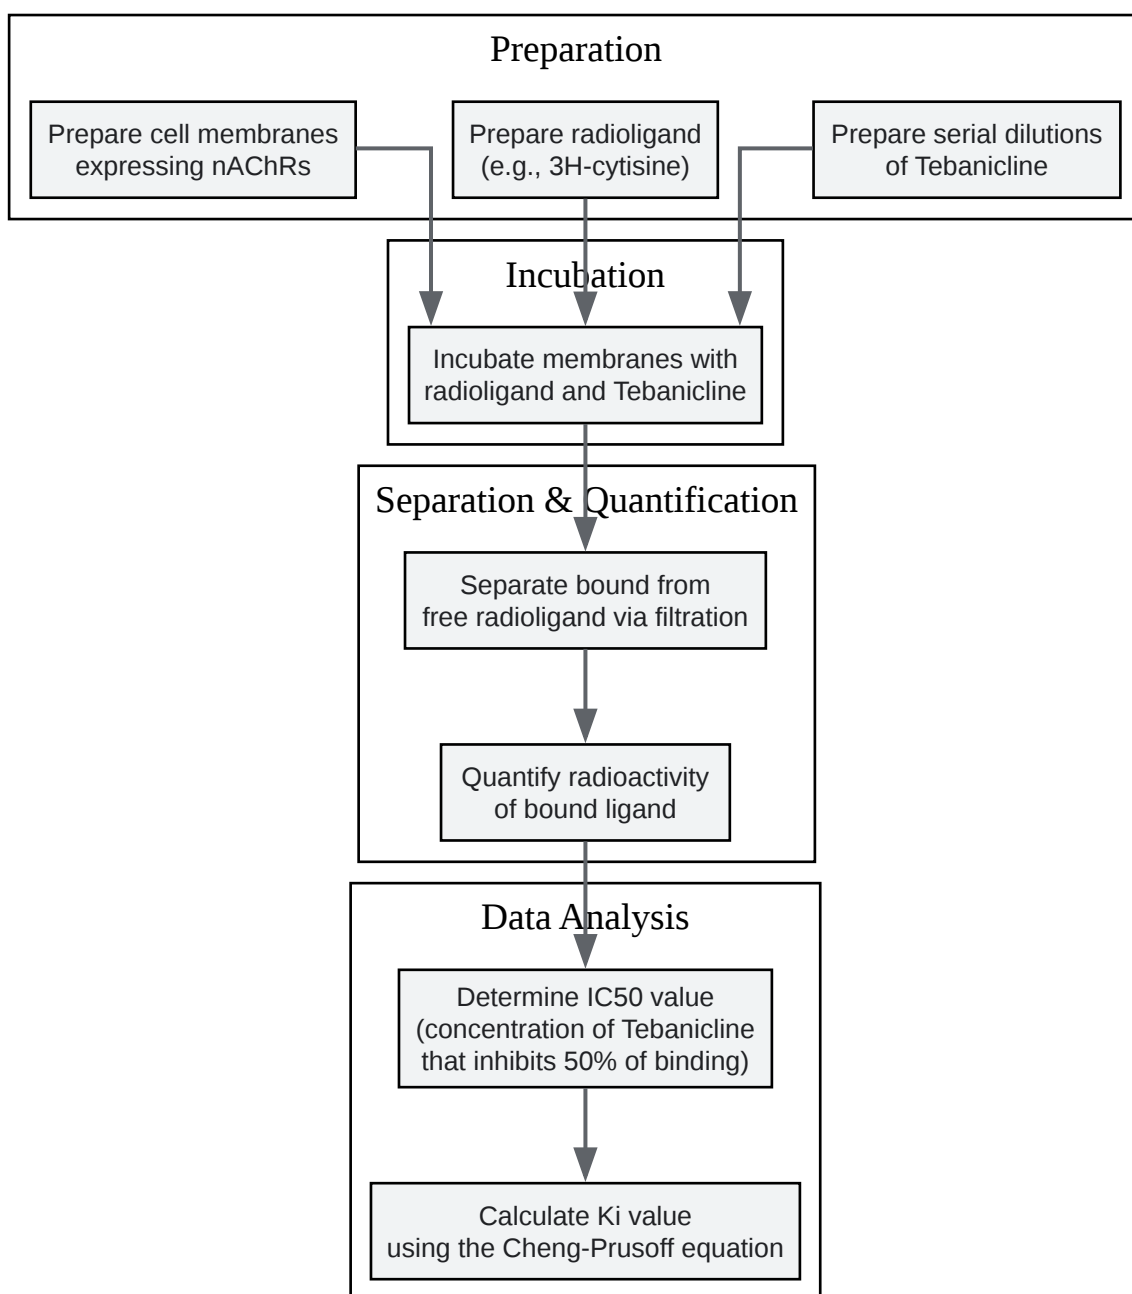 Preparation
Prepare cell membranes
expressing nAChRs
Prepare radioligand
(e.g., 3H-cytisine)
Prepare serial dilutions
of Tebanicline
Incubation
Incubate membranes with
radioligand and Tebanicline
Separation & Quantification
Separate bound from
free radioligand via filtration
Quantify radioactivity
of bound ligand
Data Analysis
Determine IC50 value
(concentration of Tebanicline
that inhibits 50% of binding)
Calculate Ki value
using the Cheng-Prusoff equation